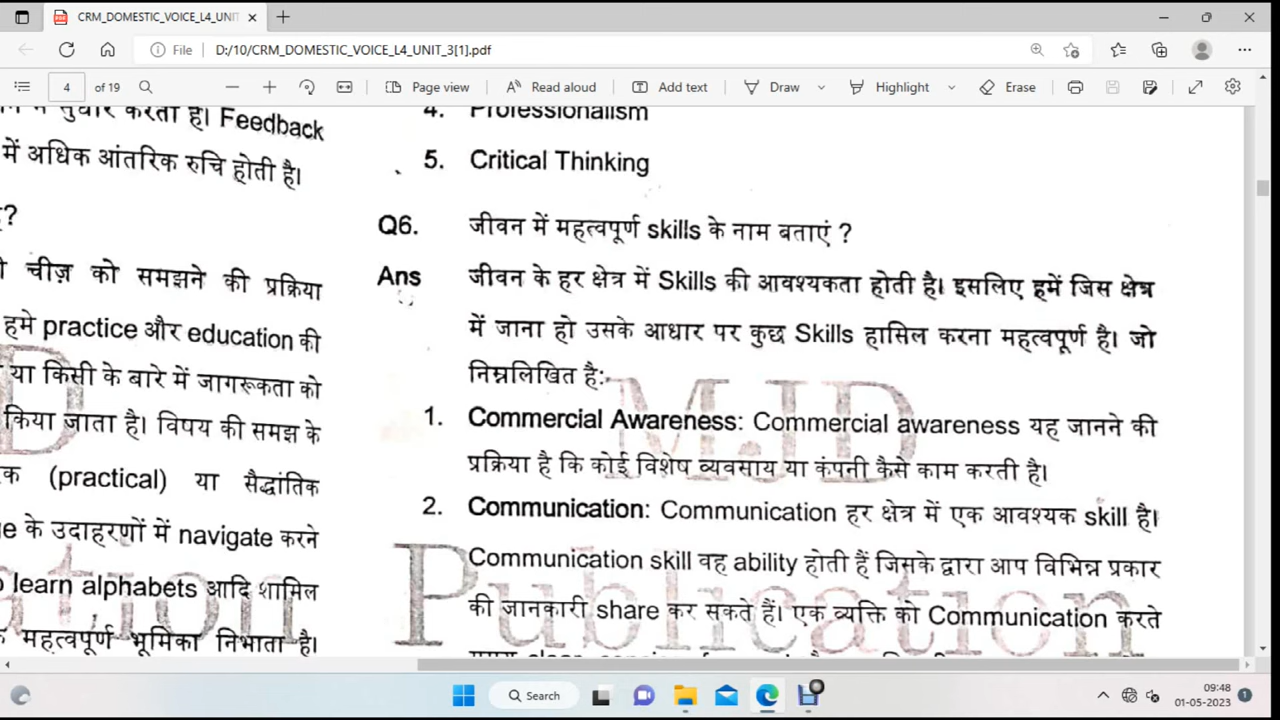 CRM_DOMESTIC_VOICE_L4_UNIT
File D:/10/CRM_DOMESTIC_VOICE_L4_UNIT_3[1].pdf
4 of 19 Page view Read aloud Add text Draw Highlight Erase
सुधार करता है। Feedback
में अधिक आंतरिक रुचि होती है।
?
चीज़ को समझने की प्रक्रिया
हमे practice और education की
या किसी के बारे में जागरूकता को
किया जाता है। विषय की समझ के
(practical) या सैद्धांतिक
के उदाहरणों में navigate करने
learn alphabets आदि शामिल
महत्वपूर्ण भूमिका निभाता है।
4. Professionalism
5. Critical Thinking
Q6. जीवन में महत्वपूर्ण skills के नाम बताएं ?
Ans जीवन के हर क्षेत्र में Skills की आवश्यकता होती है। इसलिए हमें जिस क्षेत्र
में जाना हो उसके आधार पर कुछ Skills हासिल करना महत्वपूर्ण है। जो
निम्नलिखित है:-
1. Commercial Awareness: Commercial awareness यह जानने की
प्रक्रिया है कि कोई विशेष व्यवसाय या कंपनी कैसे काम करती है।
2. Communication: Communication हर क्षेत्र में एक आवश्यक skill है।
Communication skill वह ability होती हैं जिसके द्वारा आप विभिन्न प्रकार
की जानकारी share कर सकते हैं। एक व्यक्ति को Communication करते
MJD
Publication
Search
09:48
01-05-2023
1